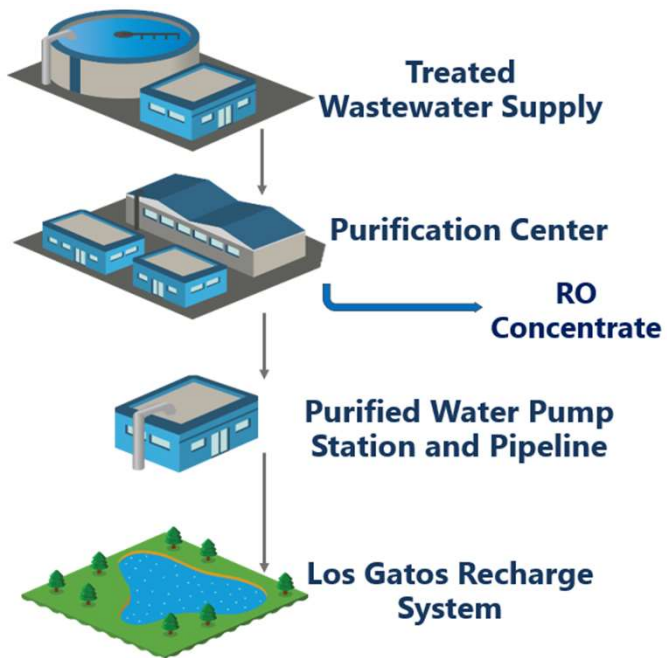 Treated
Wastewater Supply
Purification Center
RO
Concentrate
Purified Water Pump
Station and Pipeline
Los Gatos Recharge
System